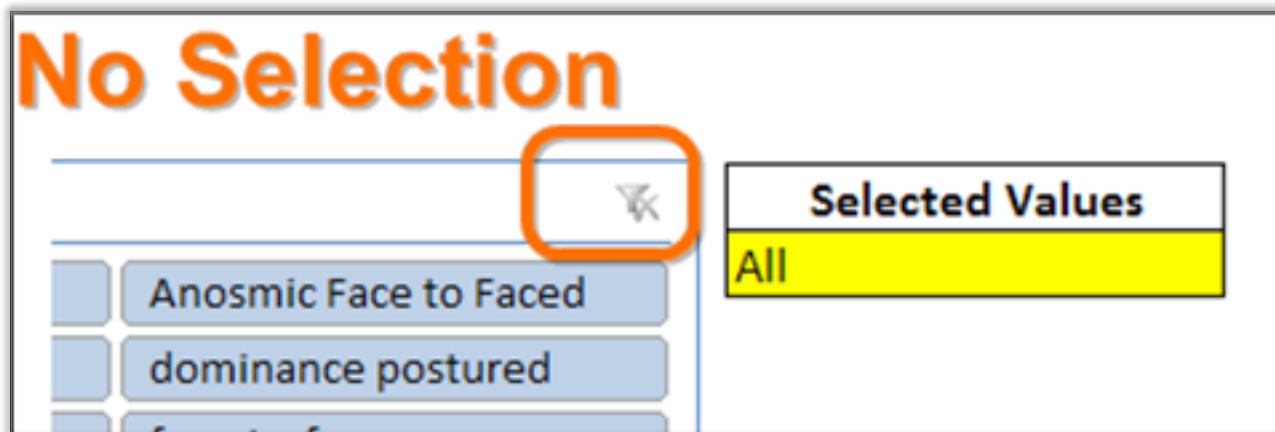 No Selection
Selected Values
All
Anosmic Face to Faced
dominance postured